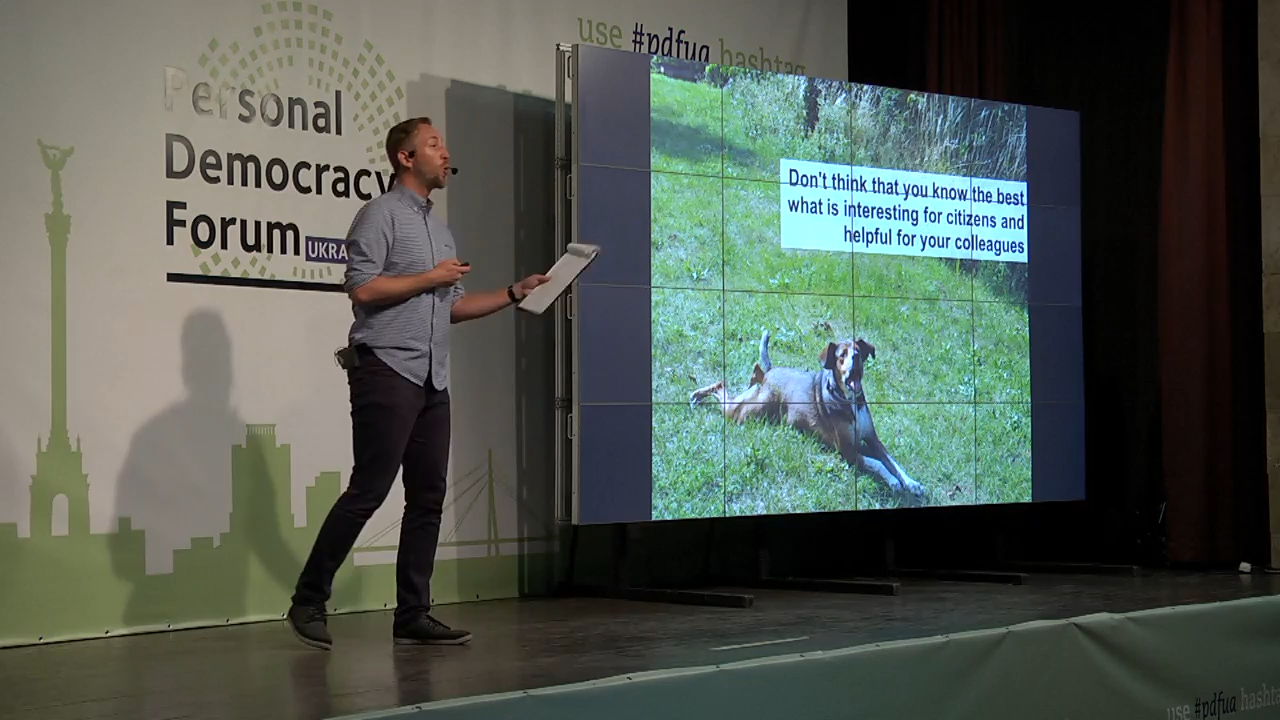 use #pdfua hashtag
Personal
Democracy
Forum
UKRA
Don't think that you know the best
what is interesting for citizens and
helpful for your colleagues
use #pdfua hashta